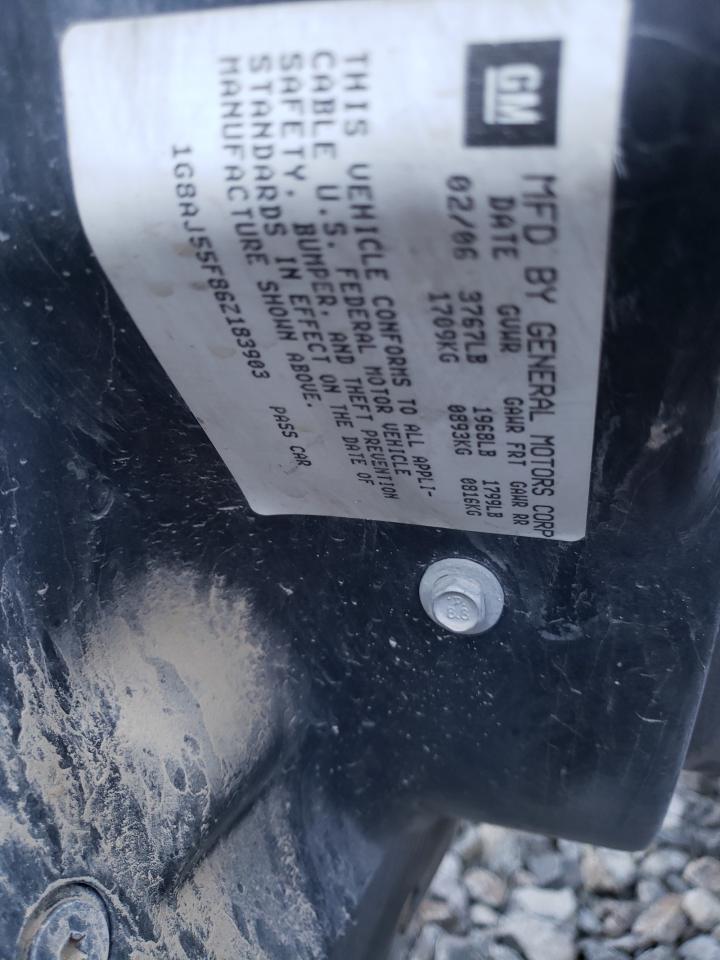 GM
MFD BY GENERAL MOTORS CORP
DATE GVWR GAWR FRT GAWR RR
02/06 3767LB 1968LB 1799LB
1709KG 0893KG 0816KG
THIS VEHICLE CONFORMS TO ALL APPLI-
CABLE U.S. FEDERAL MOTOR VEHICLE
SAFETY, BUMPER, AND THEFT PREVENTION
STANDARDS IN EFFECT ON THE DATE OF
MANUFACTURE SHOWN ABOVE.
1G8AJ55F86Z183903 PASS CAR
8.8